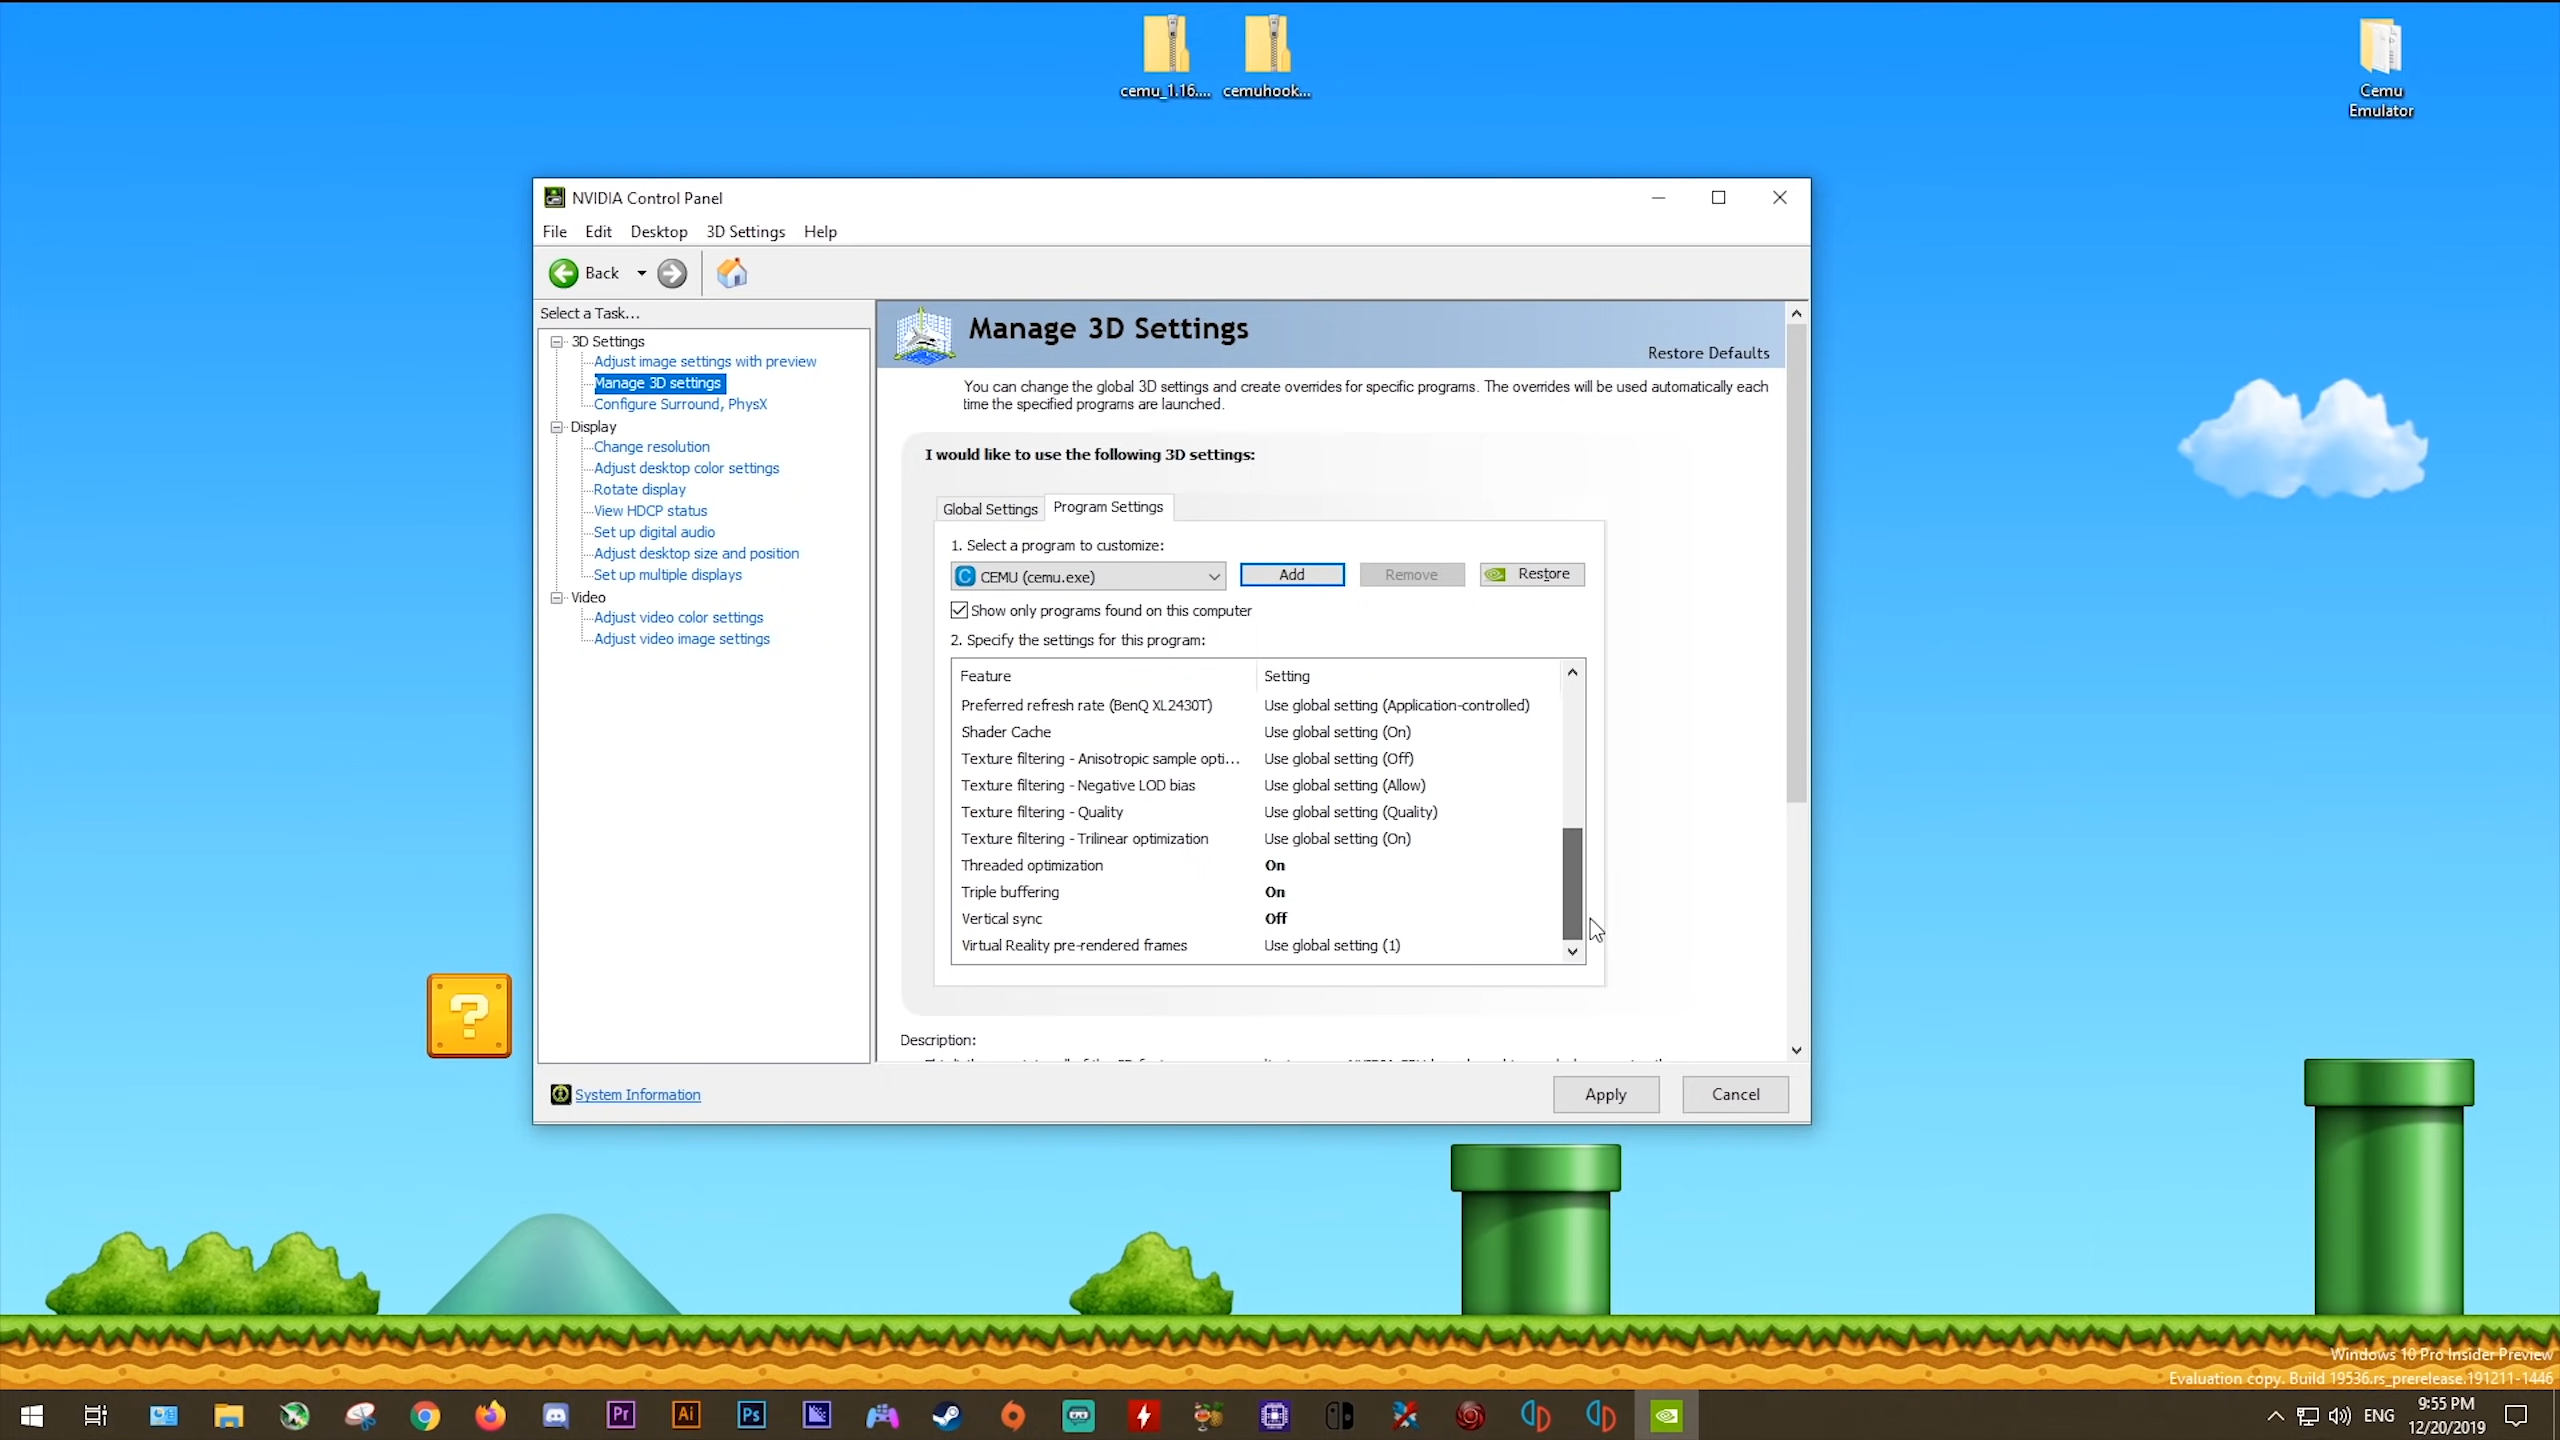 cemu_1.16....
cemuhook...
Cemu
Emulator
NVIDIA Control Panel
File Edit Desktop 3D Settings Help
Back
Select a Task...
3D Settings
Adjust image settings with preview
Manage 3D settings
Configure Surround, PhysX
Display
Change resolution
Adjust desktop color settings
Rotate display
View HDCP status
Set up digital audio
Adjust desktop size and position
Set up multiple displays
Video
Adjust video color settings
Adjust video image settings
System Information
Manage 3D Settings
Restore Defaults
You can change the global 3D settings and create overrides for specific programs. The overrides will be used automatically each
time the specified programs are launched.
I would like to use the following 3D settings:
Global Settings Program Settings
1. Select a program to customize:
C CEMU (cemu.exe) Add Remove Restore
Show only programs found on this computer
2. Specify the settings for this program:
Feature Setting
Preferred refresh rate (BenQ XL2430T) Use global setting (Application-controlled)
Shader Cache Use global setting (On)
Texture filtering - Anisotropic sample opti... Use global setting (Off)
Texture filtering - Negative LOD bias Use global setting (Allow)
Texture filtering - Quality Use global setting (Quality)
Texture filtering - Trilinear optimization Use global setting (On)
Threaded optimization On
Triple buffering On
Vertical sync Off
Virtual Reality pre-rendered frames Use global setting (1)
Description:
Apply Cancel
?
Windows 10 Pro Insider Preview
Evaluation copy. Build 19536.rs_prerelease.191211-1446
Pr Ai Ps
ENG
9:55 PM
12/20/2019